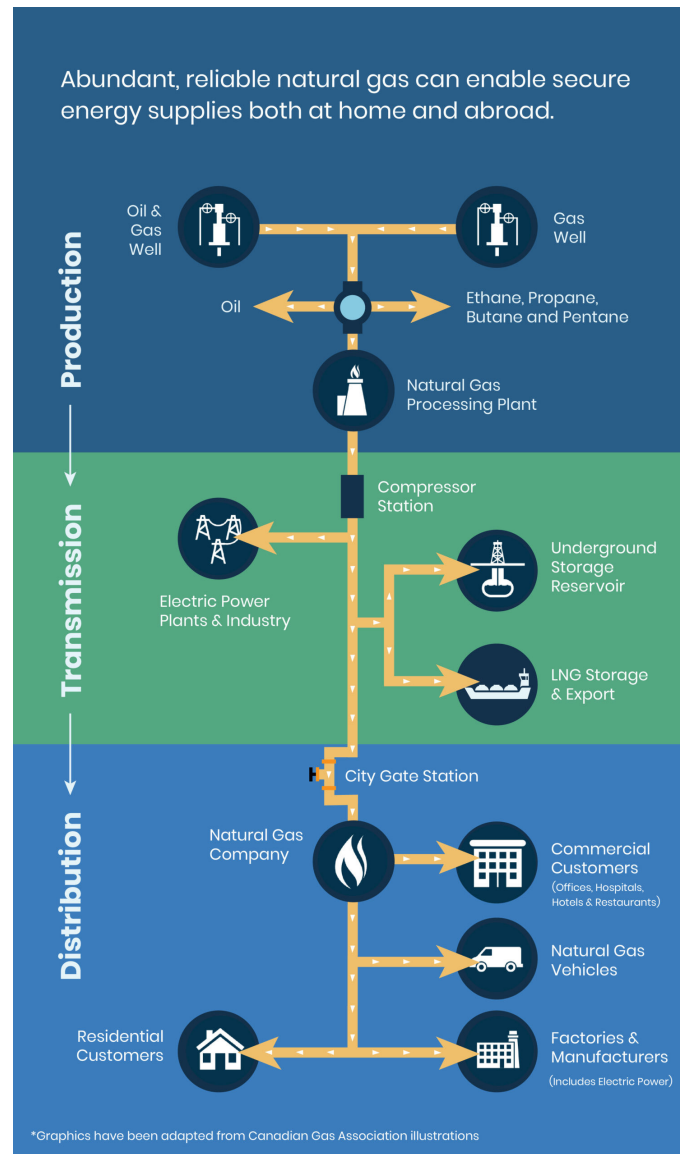 Abundant, reliable natural gas can enable secure
energy supplies both at home and abroad.
Production
Oil &
Gas
Well
Gas
Well
Oil
Ethane, Propane,
Butane and Pentane
Natural Gas
Processing Plant
Transmission
Compressor
Station
Electric Power
Plants & Industry
Underground
Storage
Reservoir
LNG Storage
& Export
Distribution
City Gate Station
Natural Gas
Company
Commercial
Customers
(Offices, Hospitals,
Hotels & Restaurants)
Natural Gas
Vehicles
Residential
Customers
Factories &
Manufacturers
(Includes Electric Power)
*Graphics have been adapted from Canadian Gas Association illustrations